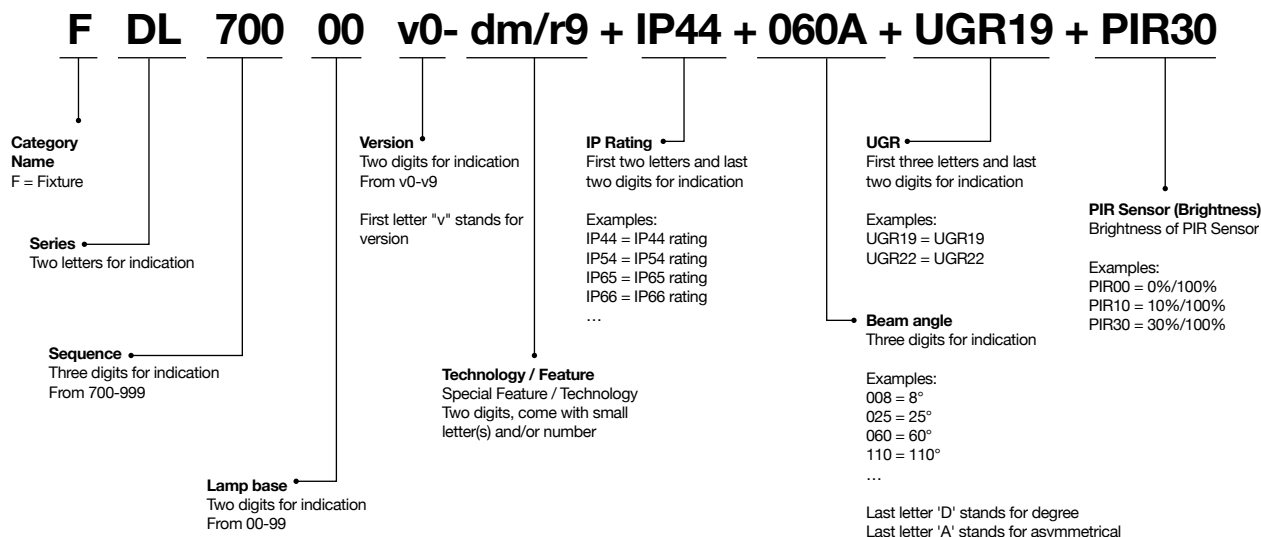 F DL 700 00 v0- dm/r9 + IP44 + 060A + UGR19 + PIR30
Category
Name
F = Fixture
Series
Two letters for indication
Sequence
Three digits for indication
From 700-999
Lamp base
Two digits for indication
From 00-99
Version
Two digits for indication
From v0-v9
First letter "v" stands for
version
Technology / Feature
Special Feature / Technology
Two digits, come with small
letter(s) and/or number
IP Rating
First two letters and last
two digits for indication
Examples:
IP44 = IP44 rating
IP54 = IP54 rating
IP65 = IP65 rating
IP66 = IP66 rating
…
UGR
First three letters and last
two digits for indication
Examples:
UGR19 = UGR19
UGR22 = UGR22
Beam angle
Three digits for indication
Examples:
008 = 8°
025 = 25°
060 = 60°
110 = 110°
…
Last letter 'D' stands for degree
Last letter 'A' stands for asymmetrical
PIR Sensor (Brightness)
Brightness of PIR Sensor
Examples:
PIR00 = 0%/100%
PIR10 = 10%/100%
PIR30 = 30%/100%